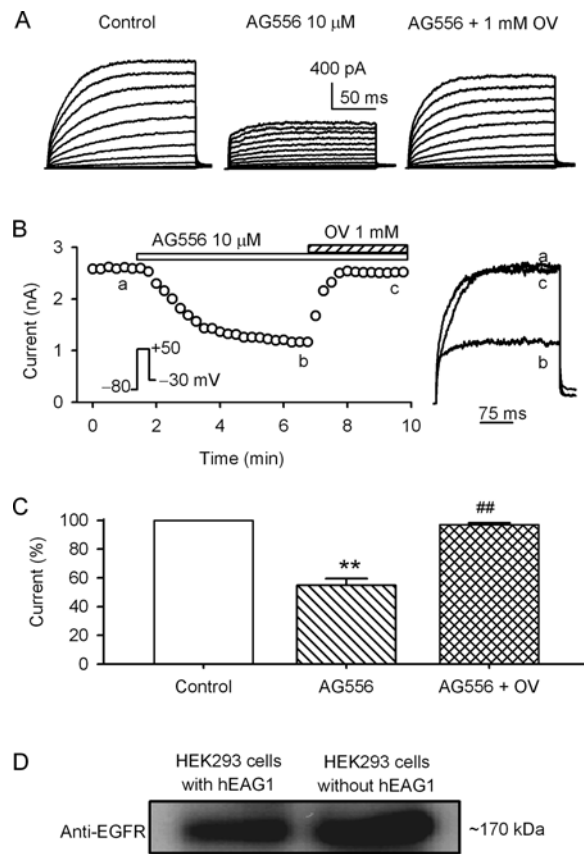 A
Control
AG556 10 µM
AG556 + 1 mM OV
400 pA
50 ms
B
AG556 10 µM
OV 1 mM
Current (nA)
3
2
1
0
a
b
c
+50
−80
−30 mV
0 2 4 6 8 10
Time (min)
a
c
b
75 ms
C
Current (%)
100
80
60
40
20
0
**
##
Control
AG556
AG556 + OV
D
HEK293 cells with hEAG1
HEK293 cells without hEAG1
Anti-EGFR
~170 kDa